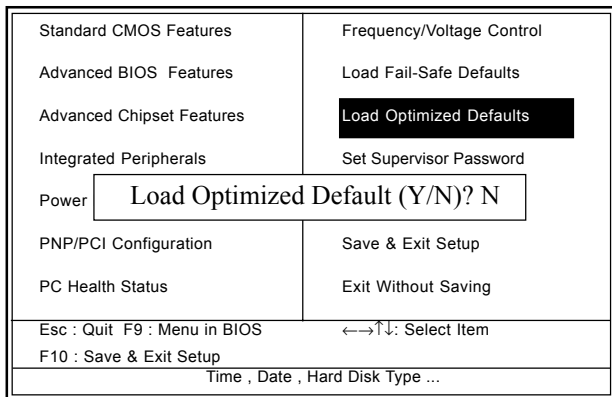 Standard CMOS Features
Frequency/Voltage Control
Advanced BIOS Features
Load Fail-Safe Defaults
Advanced Chipset Features
Load Optimized Defaults
Integrated Peripherals
Set Supervisor Password
Power
Load Optimized Default (Y/N)? N
PNP/PCI Configuration
Save & Exit Setup
PC Health Status
Exit Without Saving
Esc : Quit F9 : Menu in BIOS
←→↑↓: Select Item
F10 : Save & Exit Setup
Time , Date , Hard Disk Type ...